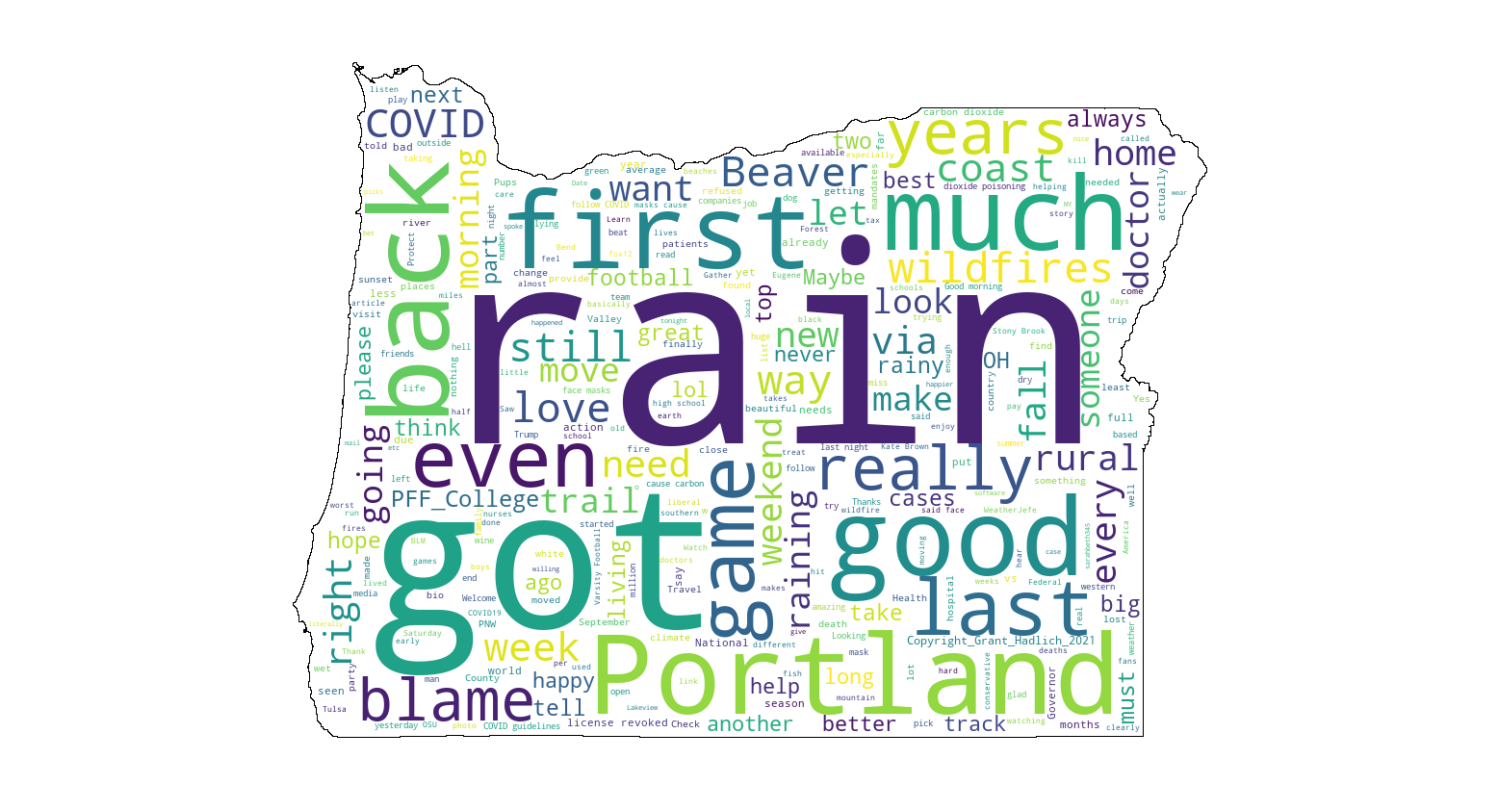 listen
play
next
COVID
told bad
outside
taking
picks
back
morning
carbon dioxide
always
years
two
far
nice
called
home
year
available
especially
green
average
beaches
Beaver
coast
kill
Pups
want
best
dioxide poisoning
helping
needed
care
Date
refused
getting
mandates
actually
wear
first
much
doctor
follow COVID
masks cause
companies
job
dog
let
tax
MY
story
river
Protect
part
night
number
spoke
lying
Learn
lives
beat
patients
Forest
already
Bend
fox12
feel
read
wildfires
sunset
places
change
almost
provide
football
Gather
yet
found
Eugene
Maybe
come
less
miles
schools
Good morning
days
article
visit
team
basically
happened
tonight
local
top
black
look
someone
trip
rain
please
friends
hell
Valley
great
finally
huge
list
new
never
via
trying
Stony Brook
find
still
little
move
rainy
OH
fall
life
nothing
face masks
lol
way
miss
happier
enough
country
dry
least
half
Saw
love
high school
earth
takes
beautiful
needs
make
said
enjoy
pay
full
Yes
going
think
due
etc
mail
Trump
action
school
old
based
even
fire
close
weekend
treat
last night
Kate Brown
summer
rural
left
need
cause carbon
game
follow
really
put
something
worst
run
PFF_College
trail
liberal
southern
w
raining
try
cases
software
said face
every
well
fires
hope
nurses
done
family
started
Thanks
wildfire
WeatherJefe
America
got
good
BLM
games
wine
white
Varsity Football
living
Watch
doctors
moving
hear
case
sarahbeth345
right
made
lived
media
boys
end
willing
ago
million
say
Travel
makes
hit
weeks
vs
Federal
western
bio
Welcome
moved
amazing
Health
hospital
real
last
big
lost
COVID19
PNW
September
give
death
take
literally
Saturday
early
week
climate
National
different
Looking
Copyright_Grant_Hadlich_2021
Thank
wet
party
world
per
used
Portland
mask
deaths
weather
fans
seen
man
County
happy
open
link
fish
long
lot
hard
conservative
glad
must
blame
tell
help
mountain
Governor
Tulsa
season
Lakeview
yesterday
osu
photo
COVID guidelines
license revoked
Check
another
better
pick
track
watching
months
clearly